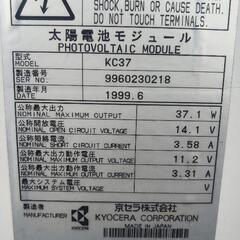 SHOCK, BURN OR CAUSE DEATH.
DO NOT TOUCH TERMINALS.
太陽電池モジュール
PHOTOVOLTAIC MODULE
型式
MODEL
KC37
製造番号
SERIAL NO.
9960230218
製造年月
DATE
1999.6
公称最大出力
NOMINAL MAXIMUM OUTPUT
37.1 W
公称開放電圧
NOMINAL OPEN CIRCUIT VOLTAGE
14.1 V
公称短絡電流
NOMINAL SHORT CIRCUIT CURRENT
3.58 A
公称最大出力動作電圧
NOMINAL MAXIMUM OUTPUT VOLTAGE
11.2 V
公称最大出力動作電流
NOMINAL MAXIMUM OUTPUT CURRENT
3.31 A
最大システム電圧
MAXIMUM SYSTEM VOLTAGE
V
製造者
MANUFACTURER
KYOCERA
京セラ株式会社
KYOCERA CORPORATION
MADE IN JAPAN